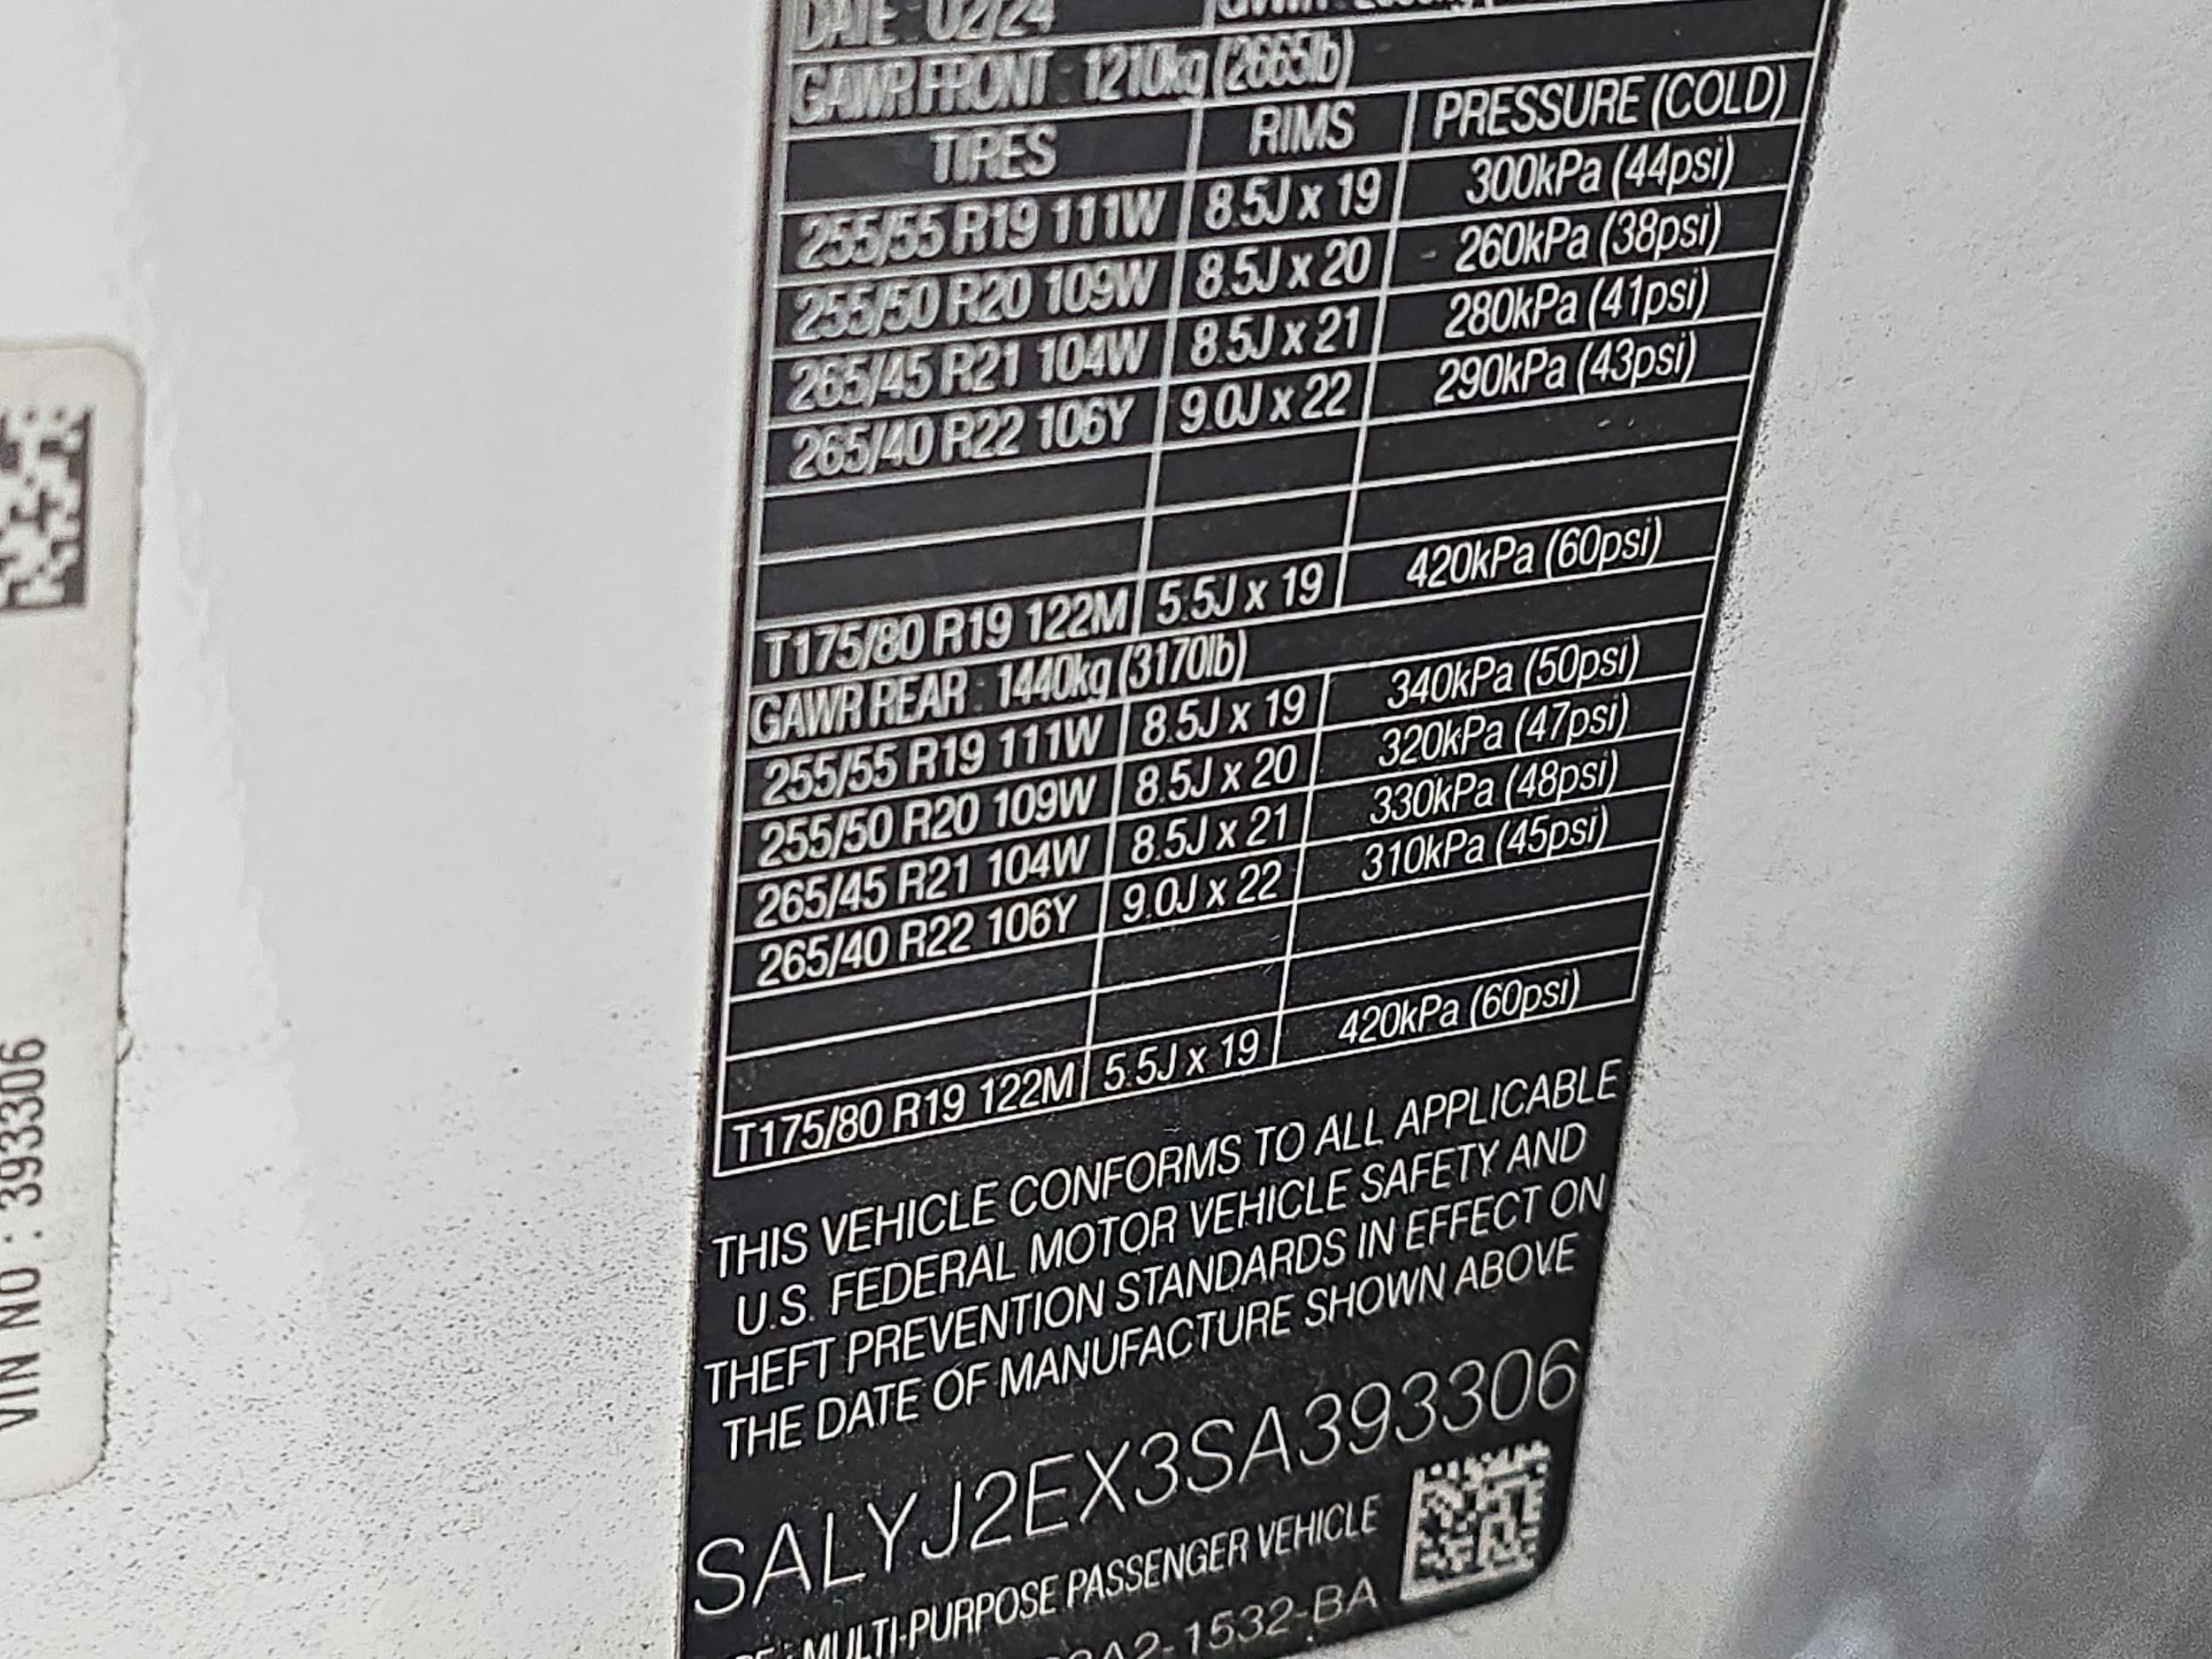 DATE : 02/24
GAWR FRONT : 1210kg (2665lb)
TIRES RIMS PRESSURE (COLD)
255/55 R19 111W 8.5J x 19 300kPa (44psi)
255/50 R20 109W 8.5J x 20 260kPa (38psi)
265/45 R21 104W 8.5J x 21 280kPa (41psi)
265/40 R22 106Y 9.0J x 22 290kPa (43psi)
T175/80 R19 122M 5.5J x 19 420kPa (60psi)
GAWR REAR : 1440kg (3170lb)
255/55 R19 111W 8.5J x 19 340kPa (50psi)
255/50 R20 109W 8.5J x 20 320kPa (47psi)
265/45 R21 104W 8.5J x 21 330kPa (48psi)
265/40 R22 106Y 9.0J x 22 310kPa (45psi)
T175/80 R19 122M 5.5J x 19 420kPa (60psi)
THIS VEHICLE CONFORMS TO ALL APPLICABLE
U.S. FEDERAL MOTOR VEHICLE SAFETY AND
THEFT PREVENTION STANDARDS IN EFFECT ON
THE DATE OF MANUFACTURE SHOWN ABOVE
SALYJ2EX3SA393306
: MULTI-PURPOSE PASSENGER VEHICLE
1532-BA
VIN NO : 393306